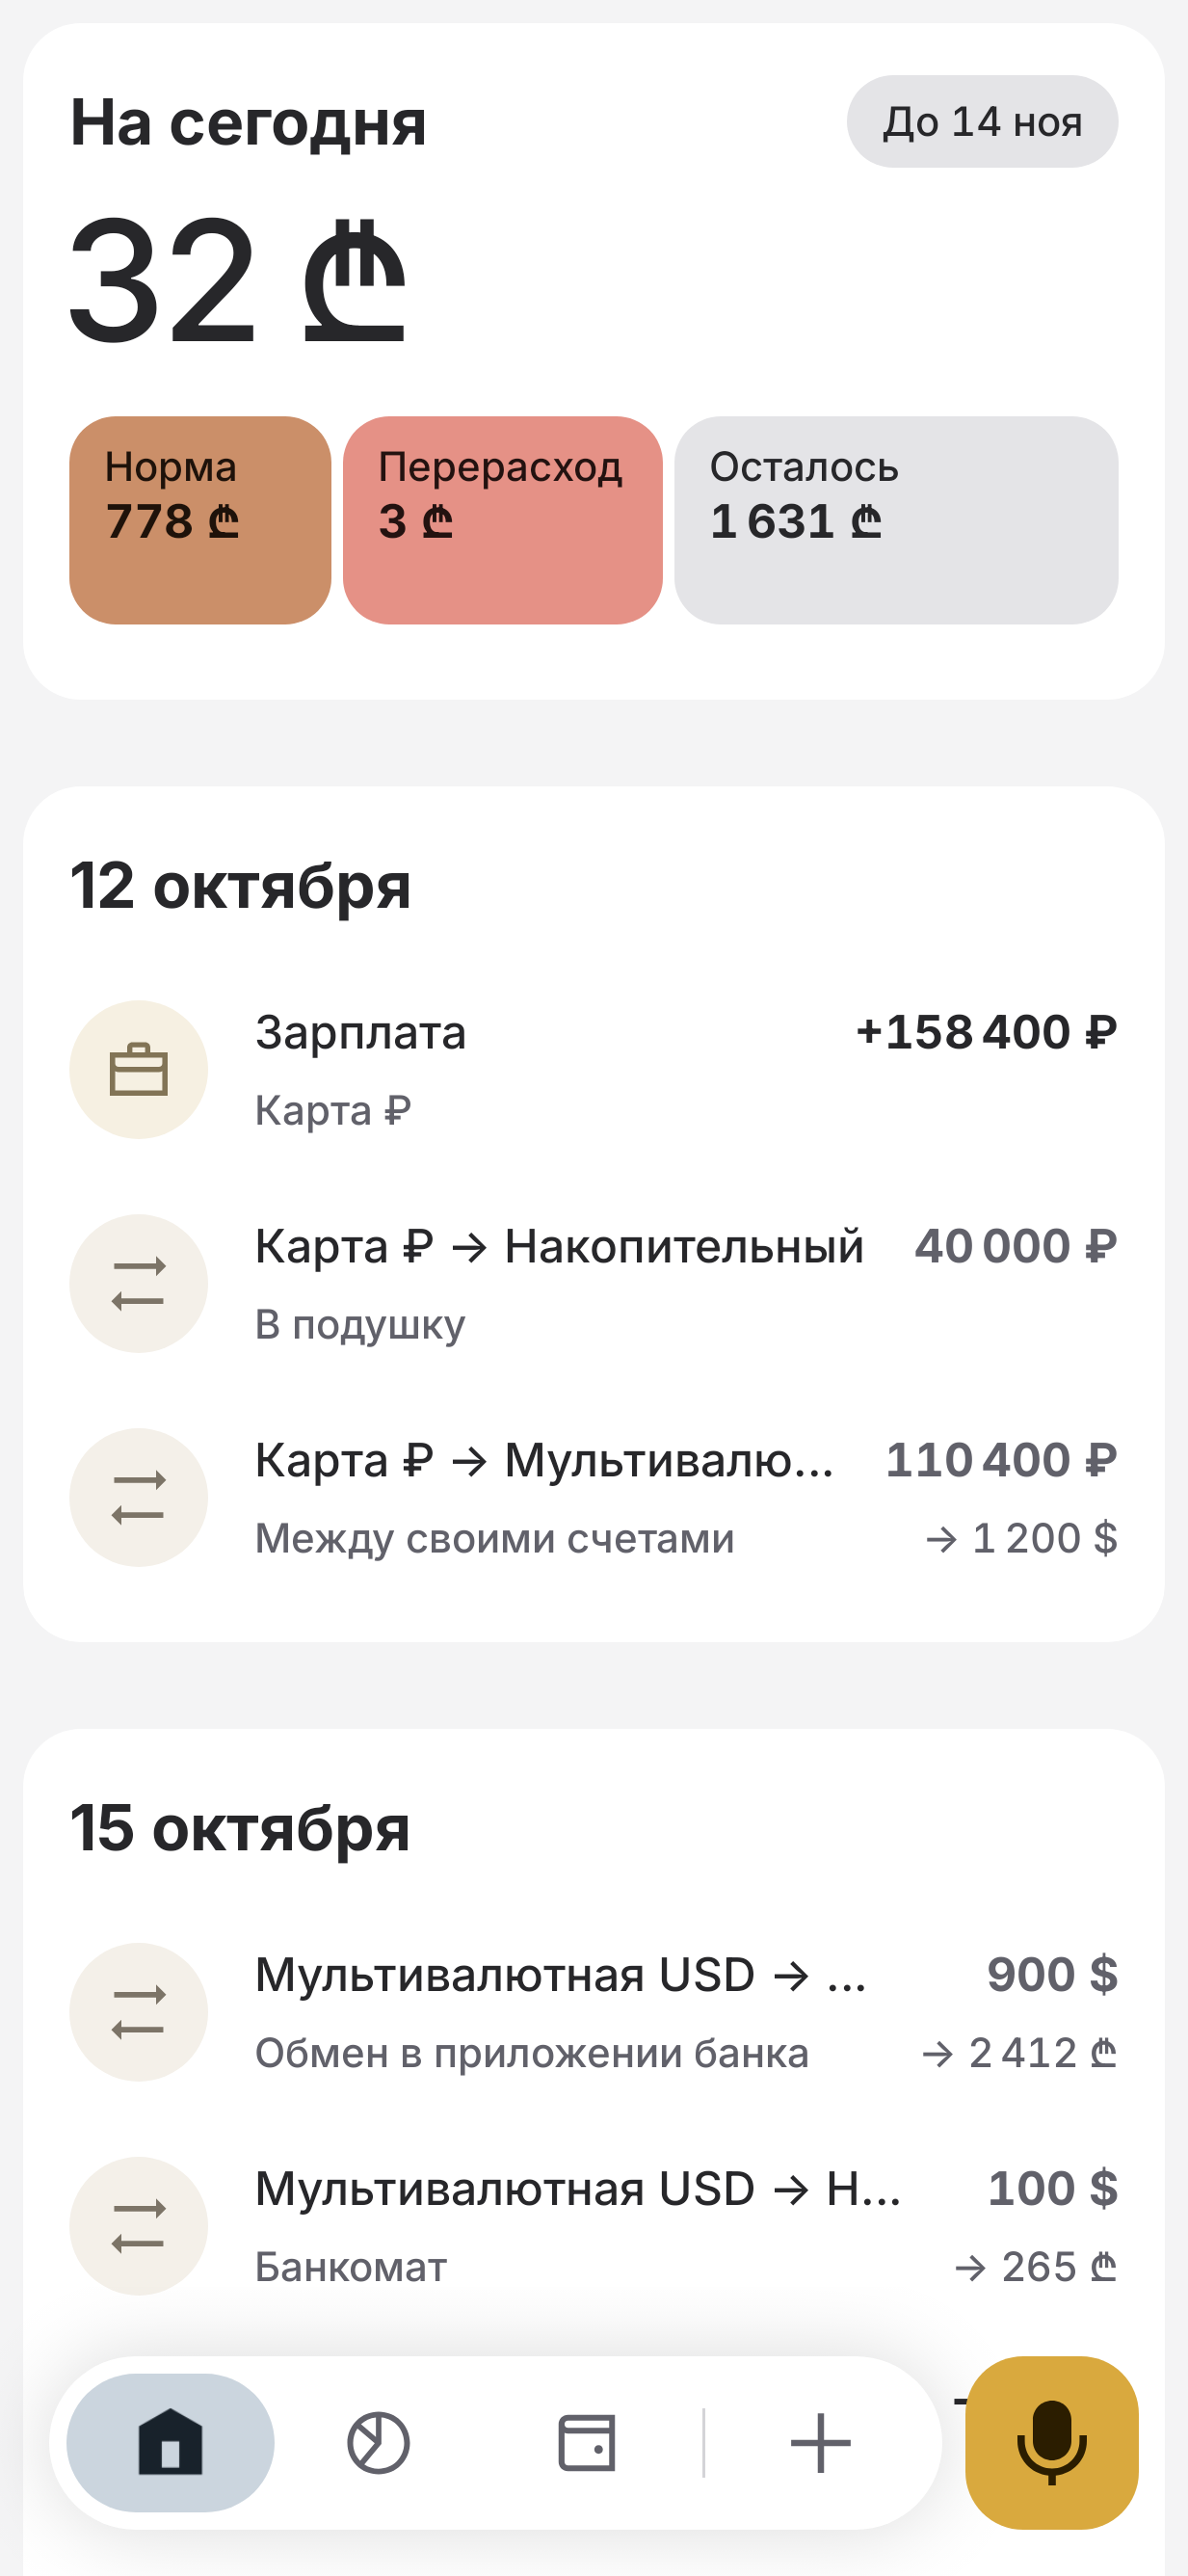 На сегодня
До 14 ноя
32 ₾
Норма
778 ₾
Перерасход
3 ₾
Осталось
1 631 ₾
12 октября
Зарплата
+158 400 ₽
Карта ₽
Карта ₽ → Накопительный
40 000 ₽
В подушку
Карта ₽ → Мультивалю...
110 400 ₽
Между своими счетами
→ 1 200 $
15 октября
Мультивалютная USD → ...
900 $
Обмен в приложении банка
→ 2 412 ₾
Мультивалютная USD → Н...
100 $
Банкомат
→ 265 ₾